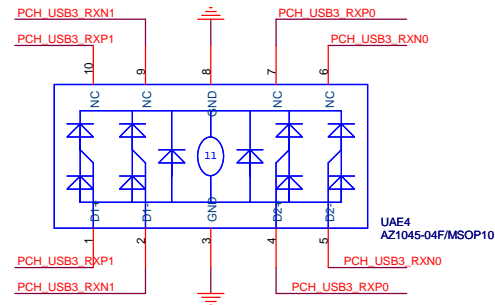 PCH_USB3_RXN1
PCH_USB3_RXP0
PCH_USB3_RXP1
PCH_USB3_RXN0
10
9
8
7
6
NC
NC
GND
NC
NC
11
D1+
D1-
GND
D2+
D2-
UAE4
AZ1045-04F/MSOP10
1
2
3
4
5
PCH_USB3_RXP1
PCH_USB3_RXN0
PCH_USB3_RXN1
PCH_USB3_RXP0